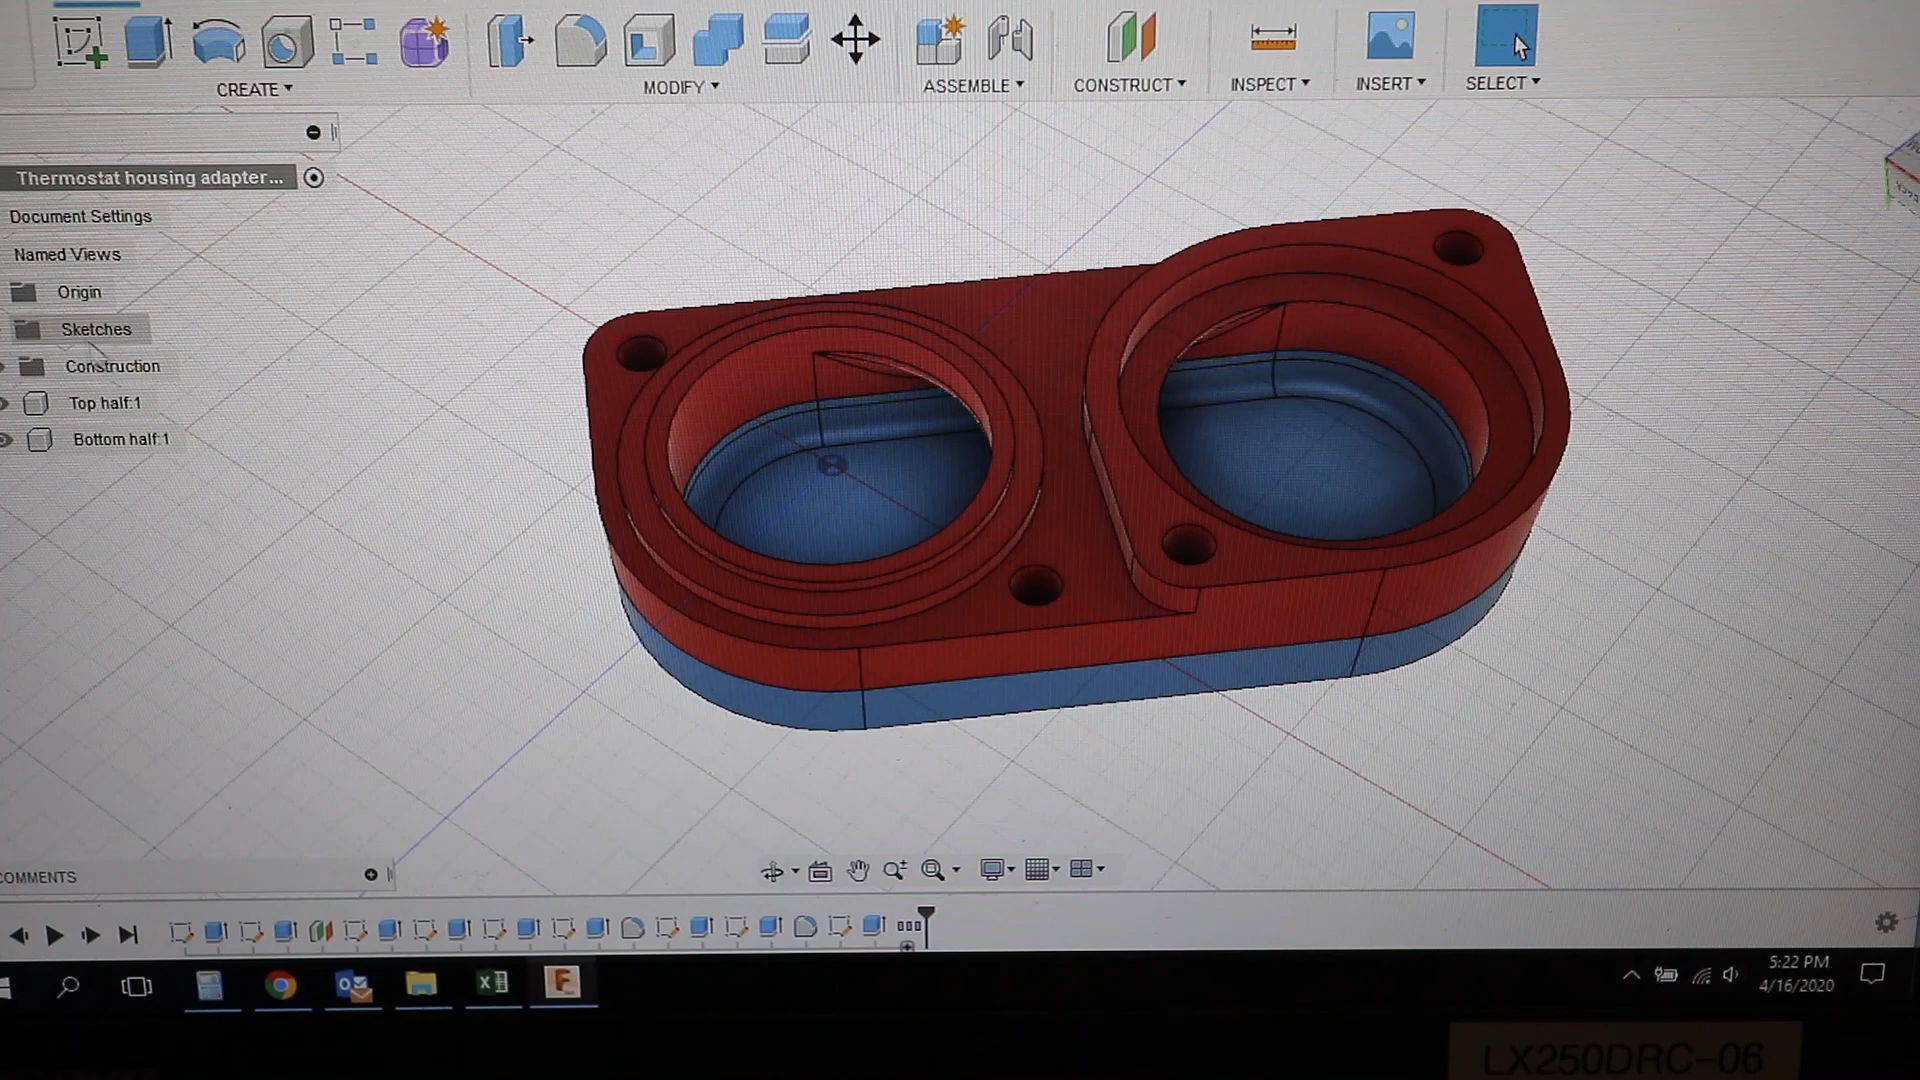 CREATE ▾
MODIFY ▾
ASSEMBLE ▾
CONSTRUCT ▾
INSPECT ▾
INSERT ▾
SELECT ▾
Thermostat housing adapter...
Document Settings
Named Views
Origin
Sketches
Construction
Top half:1
Bottom half:1
COMMENTS
5:22 PM
4/16/2020
LX250DRC-06